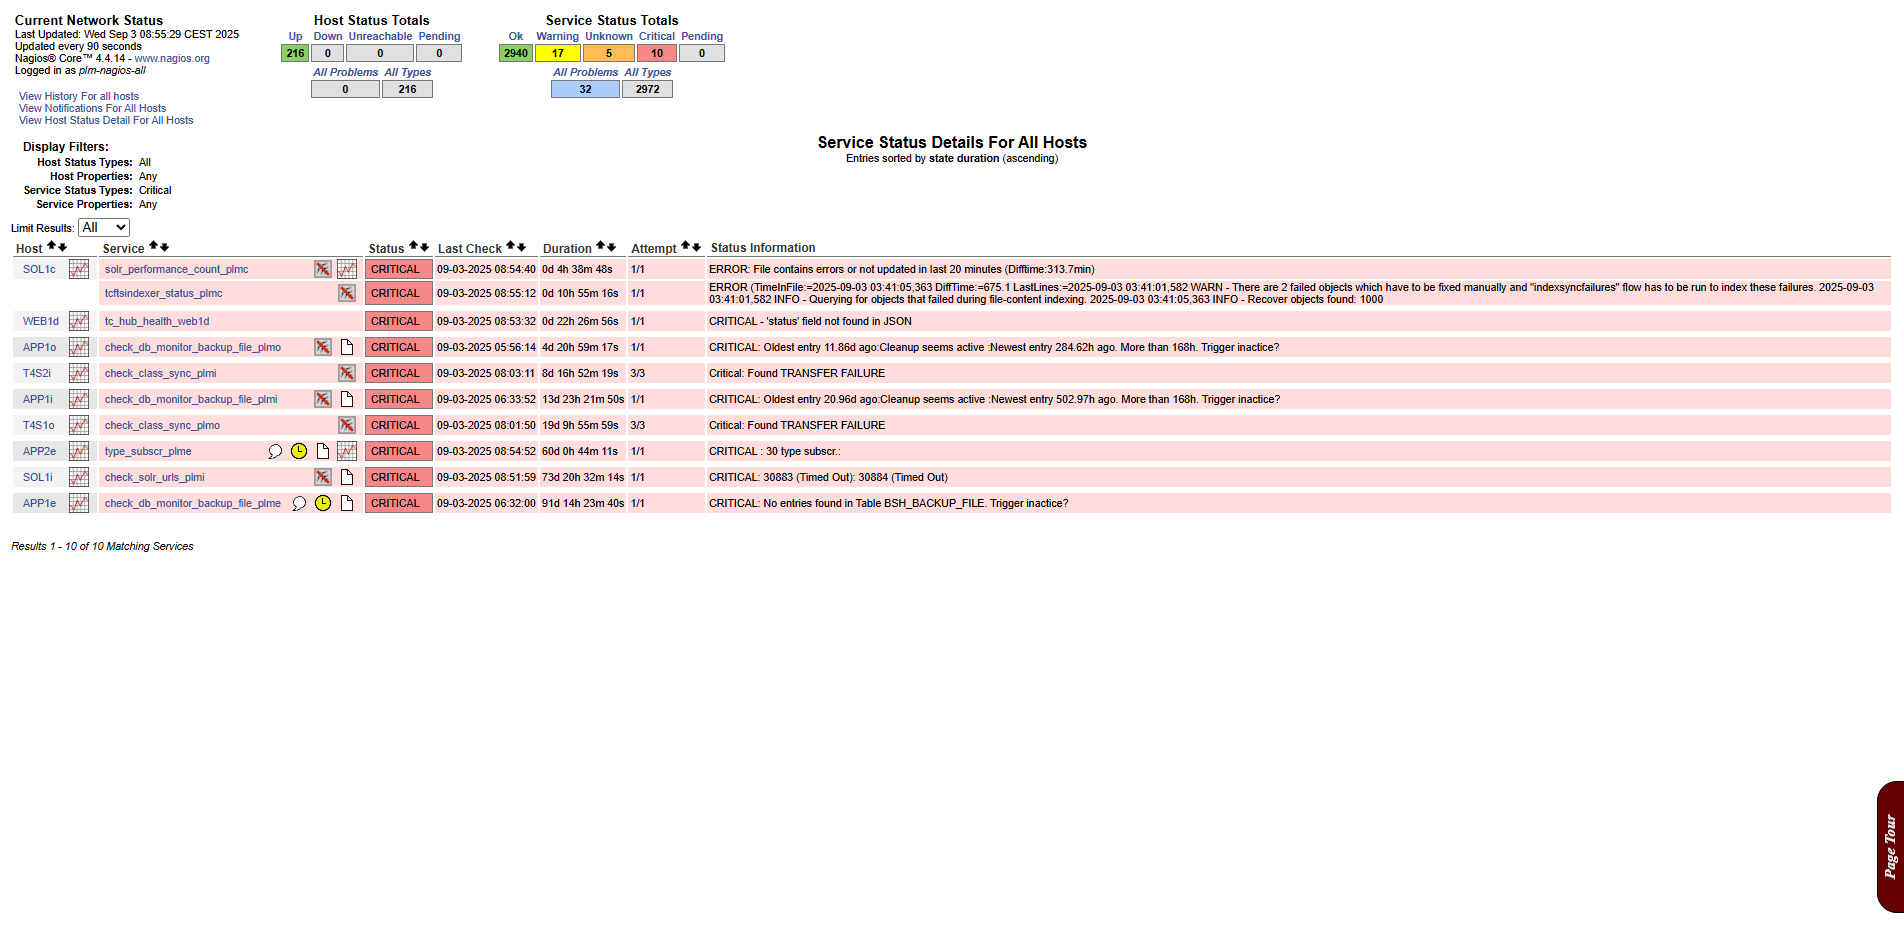 Current Network Status
Last Updated: Wed Sep 3 08:55:29 CEST 2025
Updated every 90 seconds
Nagios® Core™ 4.4.14 - www.nagios.org
Logged in as plm-nagios-all
View History For all hosts
View Notifications For All Hosts
View Host Status Detail For All Hosts
Host Status Totals
Up Down Unreachable Pending
216 0 0 0
All Problems All Types
0 216
Service Status Totals
Ok Warning Unknown Critical Pending
2940 17 5 10 0
All Problems All Types
32 2972
Display Filters:
Host Status Types: All
Host Properties: Any
Service Status Types: Critical
Service Properties: Any
Service Status Details For All Hosts
Entries sorted by state duration (ascending)
Limit Results: All
Host Service Status Last Check Duration Attempt Status Information
SOL1c solr_performance_count_plmc CRITICAL 09-03-2025 08:54:40 0d 4h 38m 48s 1/1 ERROR: File contains errors or not updated in last 20 minutes (Difftime:313.7min)
tcftsindexer_status_plmc CRITICAL 09-03-2025 08:55:12 0d 10h 55m 16s 1/1 ERROR (TimeInFile:=2025-09-03 03:41:05,363 DiffTime:=675.1 LastLines:=2025-09-03 03:41:01,582 WARN - There are 2 failed objects which have to be fixed manually and "indexsyncfailures" flow has to be run to index these failures. 2025-09-03
03:41:01,582 INFO - Querying for objects that failed during file-content indexing. 2025-09-03 03:41:05,363 INFO - Recover objects found: 1000
WEB1d tc_hub_health_web1d CRITICAL 09-03-2025 08:53:32 0d 22h 26m 56s 1/1 CRITICAL - 'status' field not found in JSON
APP1o check_db_monitor_backup_file_plmo CRITICAL 09-03-2025 05:56:14 4d 20h 59m 17s 1/1 CRITICAL: Oldest entry 11.86d ago:Cleanup seems active :Newest entry 284.62h ago. More than 168h. Trigger inactice?
T4S2i check_class_sync_plmi CRITICAL 09-03-2025 08:03:11 8d 16h 52m 19s 3/3 Critical: Found TRANSFER FAILURE
APP1i check_db_monitor_backup_file_plmi CRITICAL 09-03-2025 06:33:52 13d 23h 21m 50s 1/1 CRITICAL: Oldest entry 20.96d ago:Cleanup seems active :Newest entry 502.97h ago. More than 168h. Trigger inactice?
T4S1o check_class_sync_plmo CRITICAL 09-03-2025 08:01:50 19d 9h 55m 59s 3/3 Critical: Found TRANSFER FAILURE
APP2e type_subscr_plme CRITICAL 09-03-2025 08:54:52 60d 0h 44m 11s 1/1 CRITICAL : 30 type subscr.:
SOL1i check_solr_urls_plmi CRITICAL 09-03-2025 08:51:59 73d 20h 32m 14s 1/1 CRITICAL: 30883 (Timed Out): 30884 (Timed Out)
APP1e check_db_monitor_backup_file_plme CRITICAL 09-03-2025 06:32:00 91d 14h 23m 40s 1/1 CRITICAL: No entries found in Table BSH_BACKUP_FILE. Trigger inactice?
Results 1 - 10 of 10 Matching Services
Page Tour